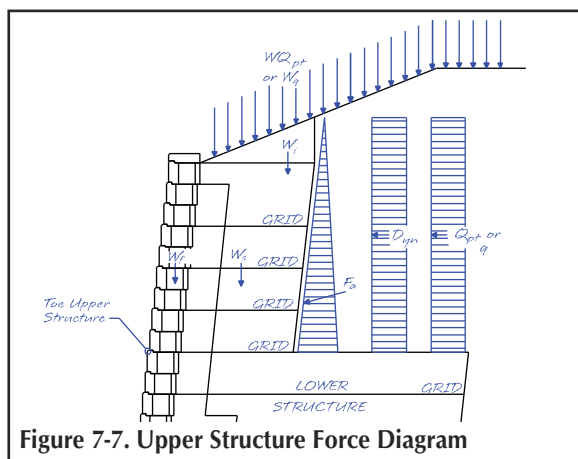 WQpt
or Wq
Wi
GRID
Dyn
Qpt or
q
GRID
Wf
Ws
Fa
GRID
Toe Upper
Structure
GRID
LOWER
GRID
STRUCTURE
Figure 7-7. Upper Structure Force Diagram